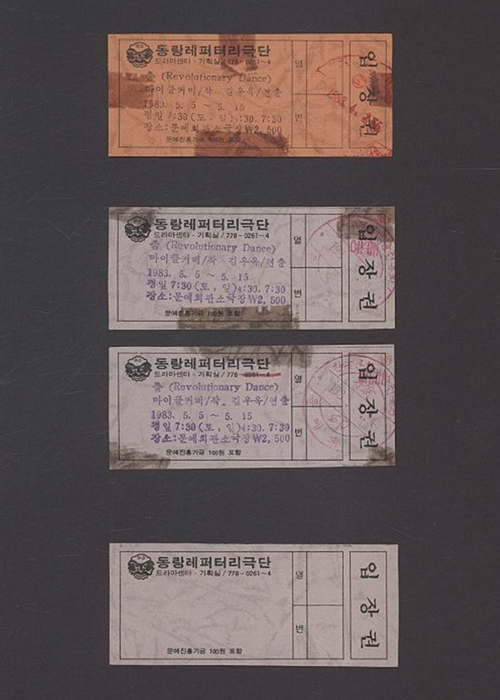 동랑레퍼터리극단
드라마센타·기획실/778-0261~4
춤 (Revolutionary Dance)
마이클커비/작. 김우옥/연출
1983. 5. 5 ~ 5. 15
평일 7:30 (토, 일)4:30. 7:30
장소:문예회관소극장W2,500
문예진흥기금 100원 포함
열
번
입장권
동랑레퍼터리극단
드라마센타·기획실/778-0261~4
춤 (Revolutionary Dance)
마이클커비/작. 김우옥/연출
1983. 5. 5 ~ 5. 15
평일 7:30 (토, 일)4:30. 7:30
장소:문예회관소극장W2,500
문예진흥기금 100원 포함
열
번
입장권
동랑레퍼터리극단
드라마센타·기획실/778-0261~4
춤 (Revolutionary Dance)
마이클커비/작. 김우옥/연출
1983. 5. 5 ~ 5. 15
평일 7:30 (토, 일)4:30. 7:30
장소:문예회관소극장W2,500
문예진흥기금 100원 포함
열
번
입장권
동랑레퍼터리극단
드라마센타·기획실/778-0261~4
문예진흥기금 100원 포함
열
번
입장권